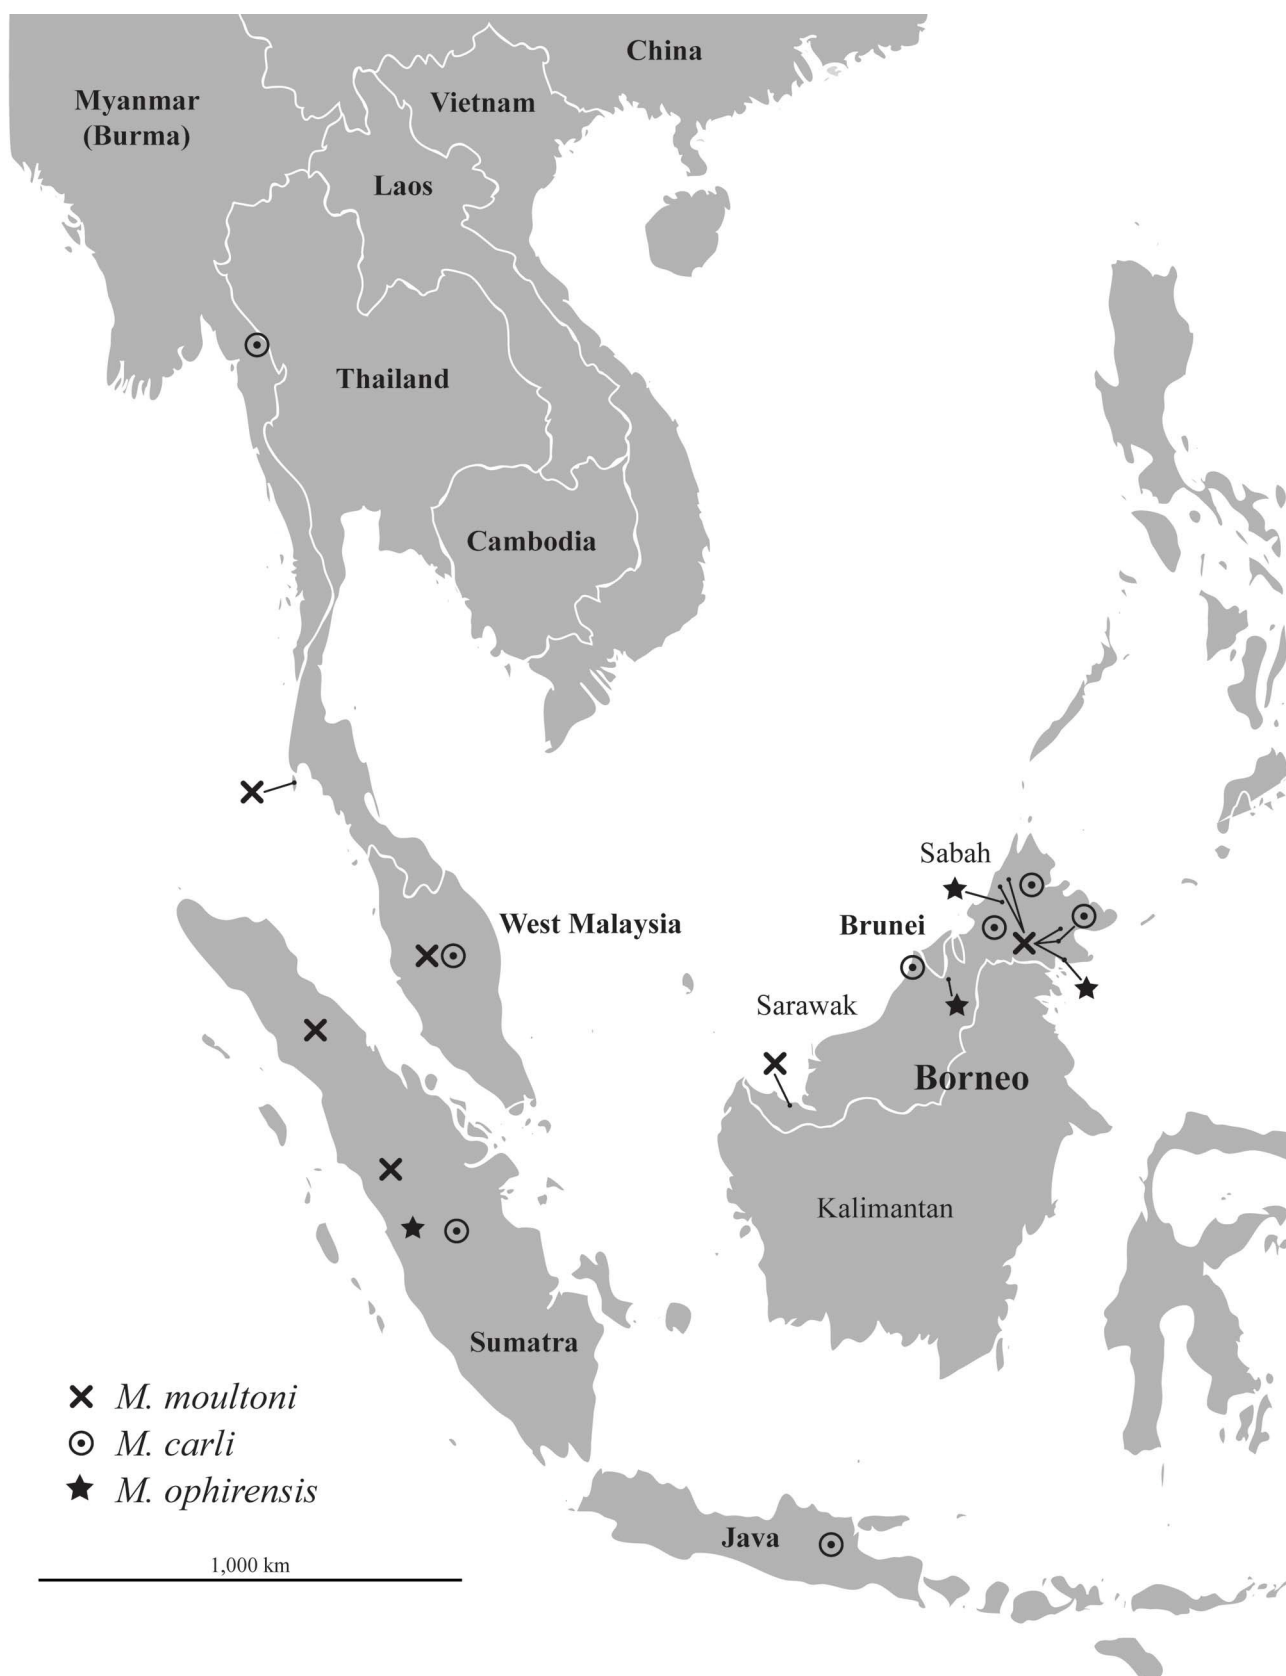 China
Myanmar
(Burma)
Vietnam
Laos
Thailand
Cambodia
Sabah
West Malaysia
Brunei
Sarawak
Borneo
Kalimantan
Sumatra
M. moultoni
M. carli
M. ophirensis
Java
1,000 km